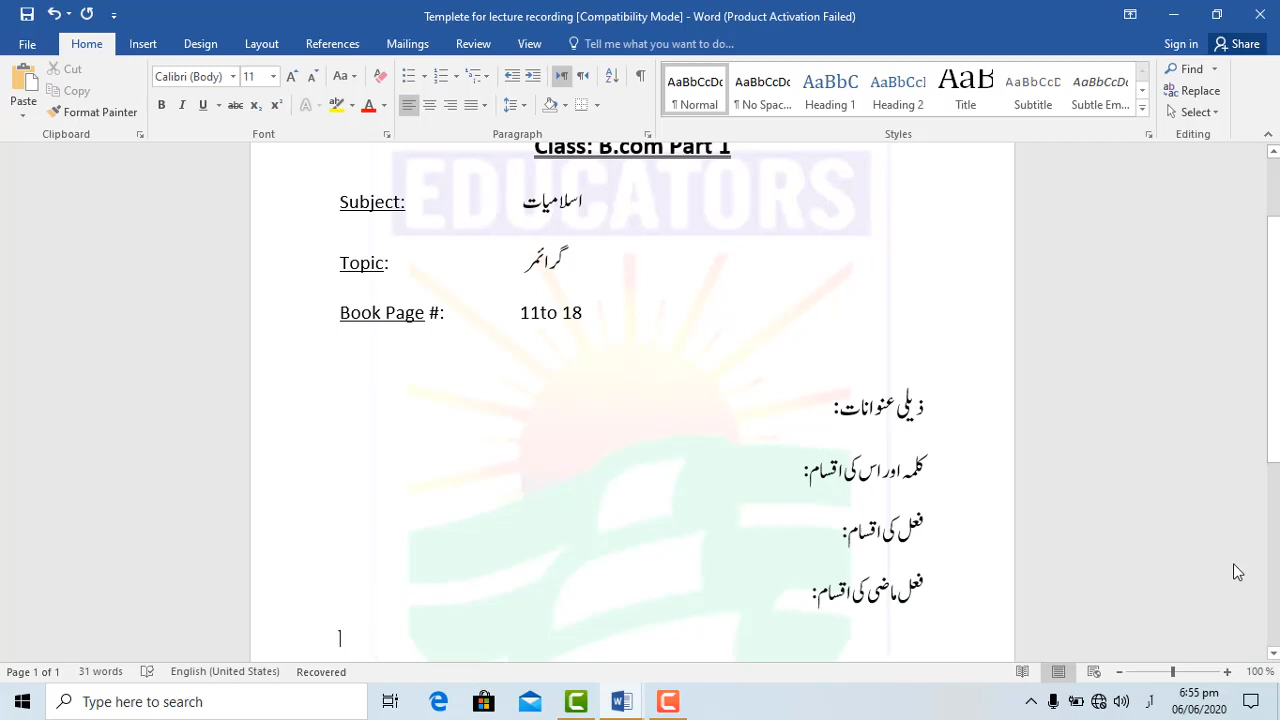 Templete for lecture recording [Compatibility Mode] - Word (Product Activation Failed)
File Home Insert Design Layout References Mailings Review View Tell me what you want to do... Sign in Share
Paste Cut Copy Format Painter
Calibri (Body) 11
AaBbCcDc AaBbCcDc AaBbC AaBbCcI AaB AaBbCcD AaBbCcDc
¶ Normal ¶ No Spac... Heading 1 Heading 2 Title Subtitle Subtle Em...
Find Replace Select
Clipboard Font Paragraph Styles Editing
Class: B.com Part 1
EDUCATORS
Subject: اسلامیات
Topic: گرائمر
Book Page #: 11to 18
ذیلی عنوانات:
کلمہ اور اس کی اقسام:
فعل کی اقسام:
فعل ماضی کی اقسام:
Page 1 of 1 31 words English (United States) Recovered 100 %
Type here to search
6:55 pm
06/06/2020